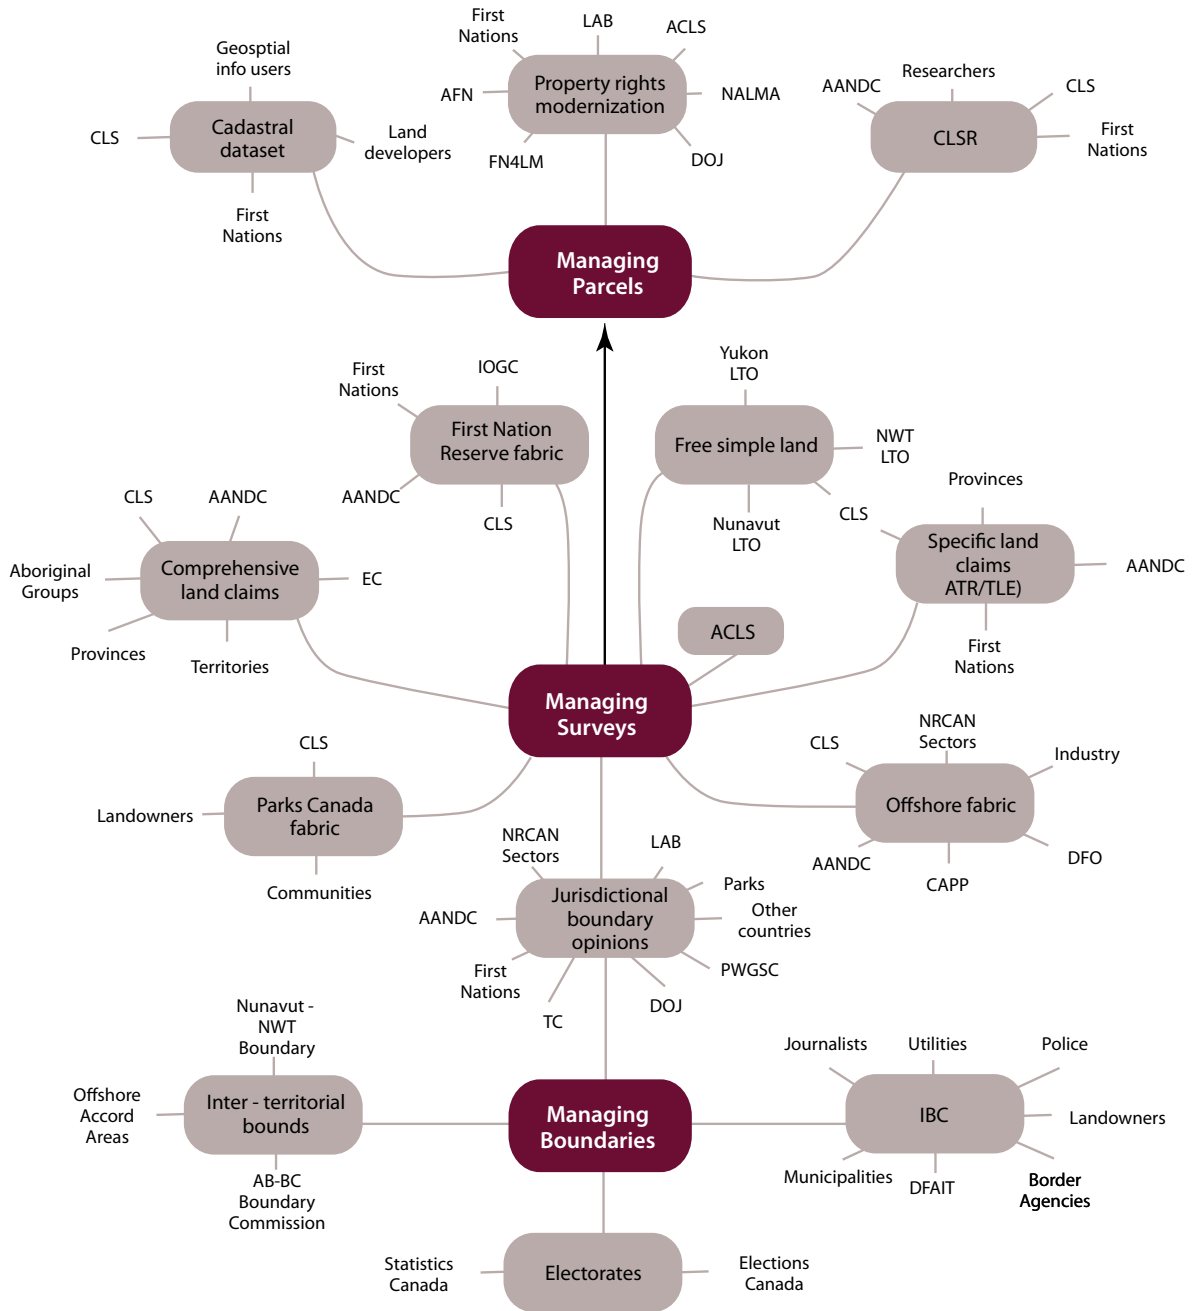 First
Nations
LAB
ACLS
Geosptial
info users
Property rights
modernization
AFN
NALMA
FN4LM
DOJ
Researchers
AANDC
CLS
CLSR
First
Nations
CLS
Cadastral
dataset
Land
developers
First
Nations
Managing
Parcels
First
Nations
IOGC
First Nation
Reserve fabric
AANDC
CLS
Yukon
LTO
Free simple land
NWT
LTO
Nunavut
LTO
CLS
Provinces
Specific land
claims
ATR/TLE)
AANDC
First
Nations
CLS
AANDC
Aboriginal
Groups
Comprehensive
land claims
EC
Provinces
Territories
ACLS
Managing
Surveys
CLS
Landowners
Parks Canada
fabric
Communities
NRCAN
Sectors
CLS
Industry
Offshore fabric
AANDC
CAPP
DFO
NRCAN
Sectors
LAB
Parks
AANDC
Jurisdictional
boundary
opinions
Other
countries
First
Nations
PWGSC
TC
DOJ
Nunavut -
NWT
Boundary
Offshore
Accord
Areas
Inter - territorial
bounds
AB-BC
Boundary
Commission
Managing
Boundaries
Journalists
Utilities
Police
IBC
Landowners
Municipalities
DFAIT
Border
Agencies
Statistics
Canada
Electorates
Elections
Canada